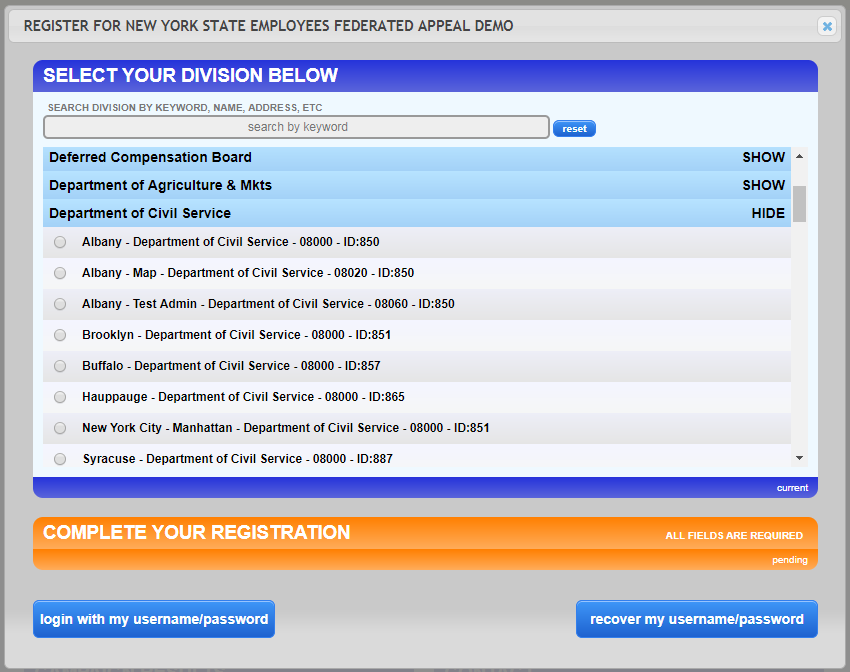 REGISTER FOR NEW YORK STATE EMPLOYEES FEDERATED APPEAL DEMO
SELECT YOUR DIVISION BELOW
SEARCH DIVISION BY KEYWORD, NAME, ADDRESS, ETC
search by keyword reset
Deferred Compensation Board SHOW
Department of Agriculture & Mkts SHOW
Department of Civil Service HIDE
Albany - Department of Civil Service - 08000 - ID:850
Albany - Map - Department of Civil Service - 08020 - ID:850
Albany - Test Admin - Department of Civil Service - 08060 - ID:850
Brooklyn - Department of Civil Service - 08000 - ID:851
Buffalo - Department of Civil Service - 08000 - ID:857
Hauppauge - Department of Civil Service - 08000 - ID:865
New York City - Manhattan - Department of Civil Service - 08000 - ID:851
Syracuse - Department of Civil Service - 08000 - ID:887
current
COMPLETE YOUR REGISTRATION ALL FIELDS ARE REQUIRED
pending
login with my username/password recover my username/password